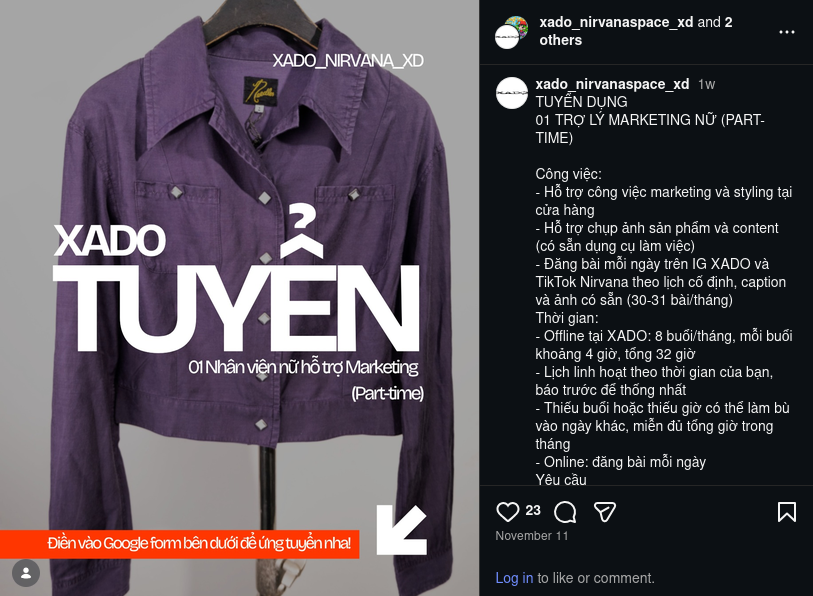 XADO_NIRVANA_XD
Needles
XADO
TUYỂN
01 Nhân viên nữ hỗ trợ Marketing
(Part-time)
Điền vào Google form bên dưới để ứng tuyển nha!
xado_nirvanaspace_xd and 2
others
xado_nirvanaspace_xd 1w
TUYỂN DỤNG
01 TRỢ LÝ MARKETING NỮ (PART-
TIME)
Công việc:
- Hỗ trợ công việc marketing và styling tại
cửa hàng
- Hỗ trợ chụp ảnh sản phẩm và content
(có sẵn dụng cụ làm việc)
- Đăng bài mỗi ngày trên IG XADO và
TikTok Nirvana theo lịch cố định, caption
và ảnh có sẵn (30-31 bài/tháng)
Thời gian:
- Offline tại XADO: 8 buổi/tháng, mỗi buổi
khoảng 4 giờ, tổng 32 giờ
- Lịch linh hoạt theo thời gian của bạn,
báo trước để thống nhất
- Thiếu buổi hoặc thiếu giờ có thể làm bù
vào ngày khác, miễn đủ tổng giờ trong
tháng
- Online: đăng bài mỗi ngày
Yêu cầu
23
November 11
Log in to like or comment.